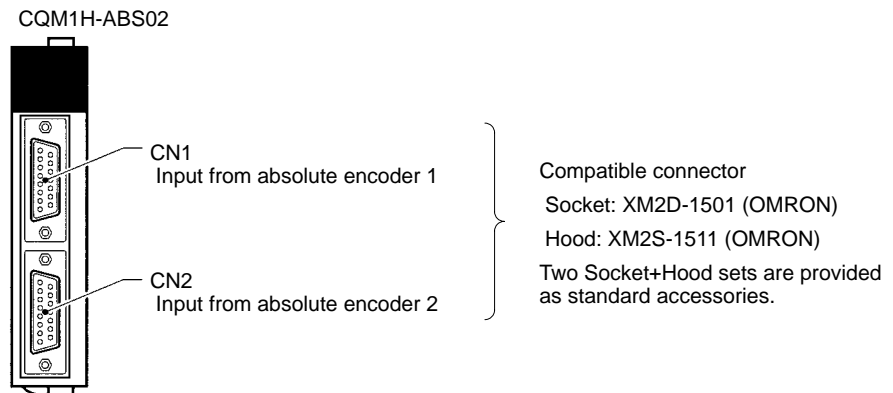 CQM1H-ABS02
CN1
Input from absolute encoder 1
CN2
Input from absolute encoder 2
Compatible connector
Socket: XM2D-1501 (OMRON)
Hood: XM2S-1511 (OMRON)
Two Socket+Hood sets are provided
as standard accessories.